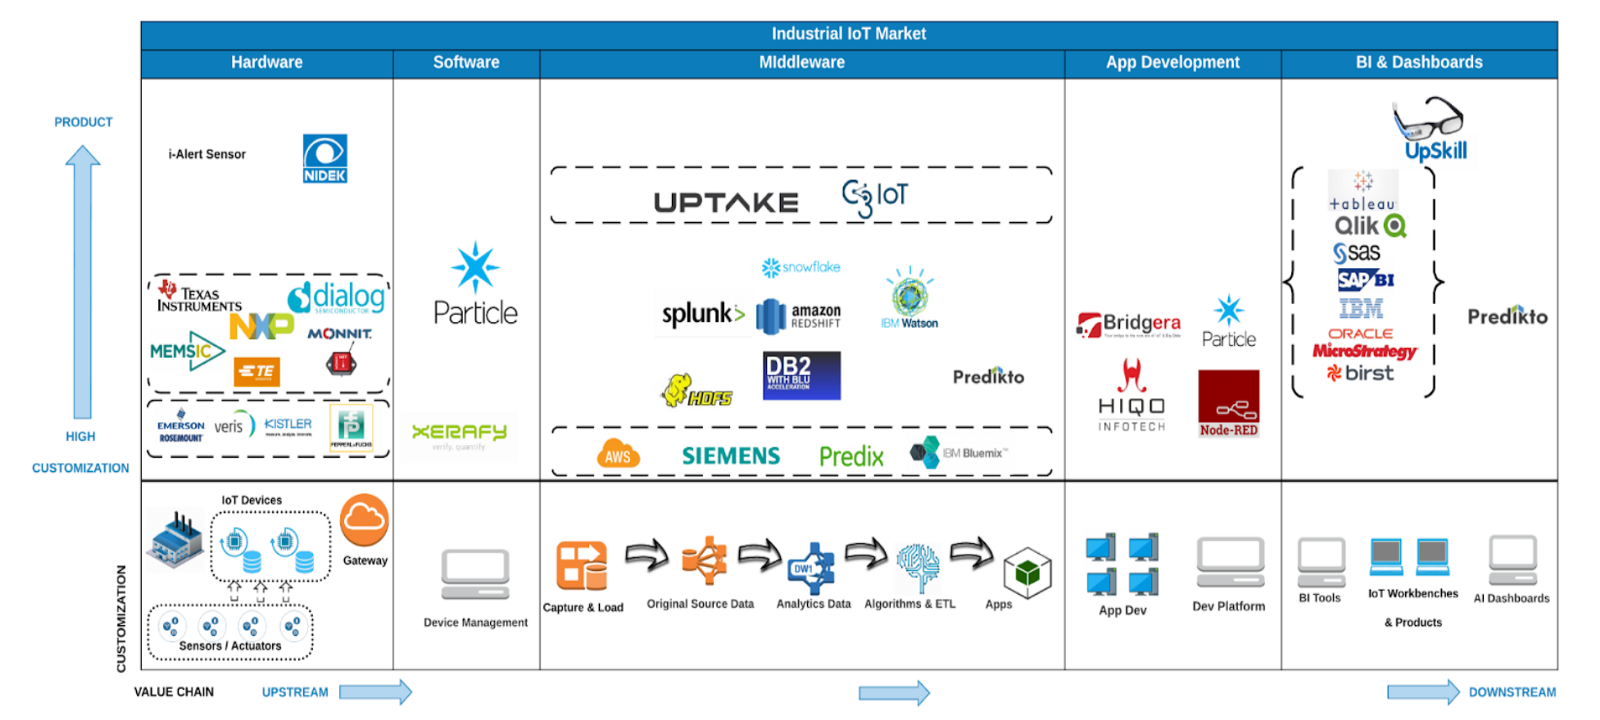 Industrial IoT Market
Hardware
Software
MIddleware
App Development
BI & Dashboards
PRODUCT
HIGH
CUSTOMIZATION
i-Alert Sensor
NIDEK
TEXAS
INSTRUMENTS
dialog
SEMICONDUCTOR
NXP
MONNIT
MEMSIC
TE
EMERSON
ROSEMOUNT
veris
KISTLER
measure. analyze. innovate.
PEPPERL+FUCHS
Particle
XERAFY
verify. quantify.
UPTAKE
C3 IoT
snowflake
splunk>
amazon
REDSHIFT
IBM Watson
HDFS
DB2
WITH BLU
ACCELERATION
Predikto
AWS
SIEMENS
Predix
IBM Bluemix™
Bridgera
Particle
HIQO
INFOTECH
Node-RED
UpSkill
+ableau
Qlik
sas
SAP BI
IBM
ORACLE
MicroStrategy
birst
Predikto
CUSTOMIZATION
IoT Devices
Gateway
Sensors / Actuators
Device Management
Capture & Load
Original Source Data
DW1
Analytics Data
Algorithms & ETL
Apps
App Dev
Dev Platform
BI Tools
IoT Workbenches
& Products
AI Dashboards
VALUE CHAIN
UPSTREAM
DOWNSTREAM